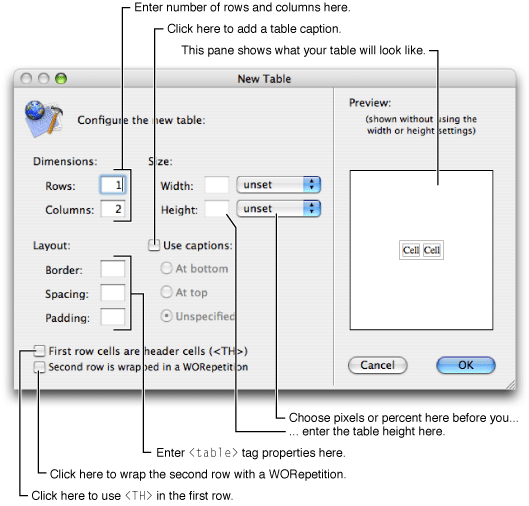 Enter number of rows and columns here.
Click here to add a table caption.
This pane shows what your table will look like.
New Table
Configure the new table:
Preview:
(shown without using the
width or height settings)
Dimensions:
Size:
Rows: 1
Width: unset
Columns: 2
Height: unset
Cell Cell
Layout:
Use captions:
Border:
At bottom
Spacing:
At top
Padding:
Unspecified
First row cells are header cells (<TH>)
Second row is wrapped in a WORepetition
Cancel
OK
Choose pixels or percent here before you...
... enter the table height here.
Enter <table> tag properties here.
Click here to wrap the second row with a WORepetition.
Click here to use <TH> in the first row.